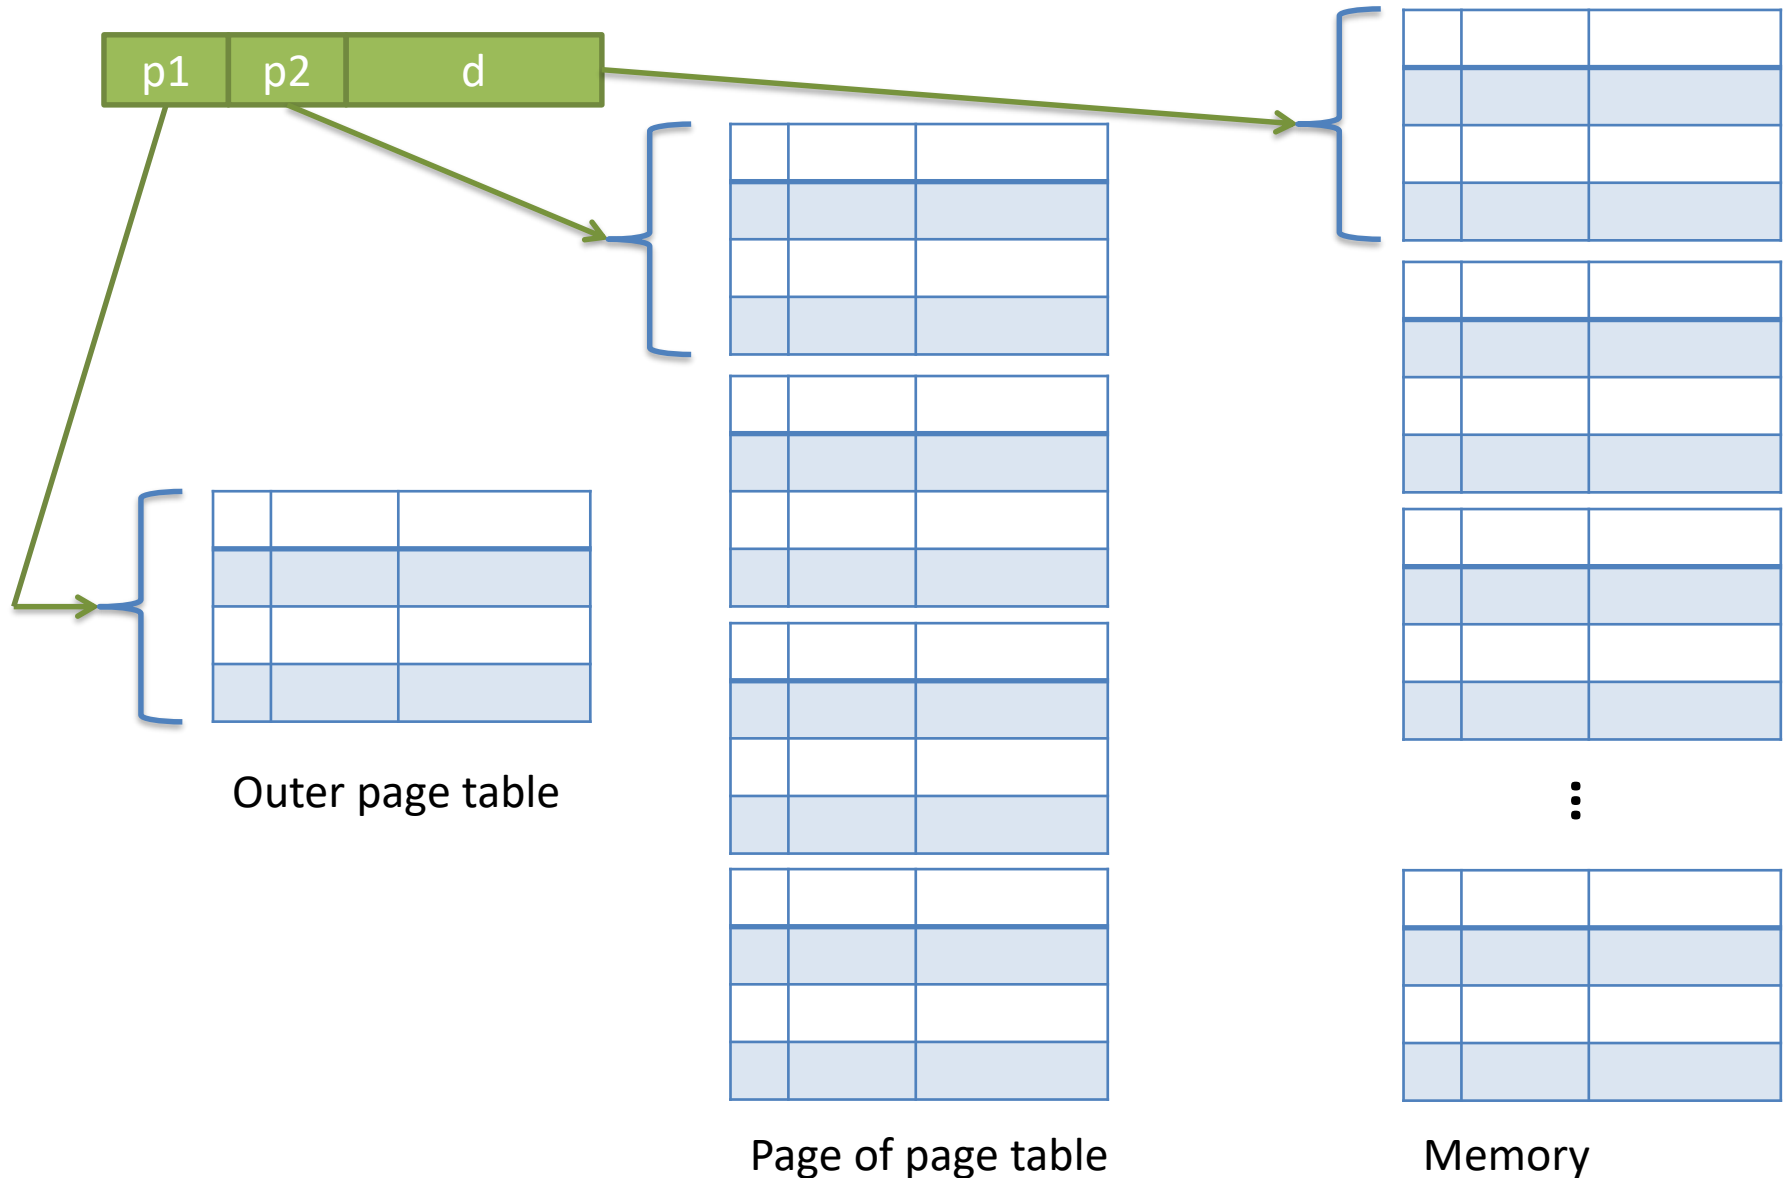 p1 p2 d
Outer page table
⋮
Page of page table
Memory